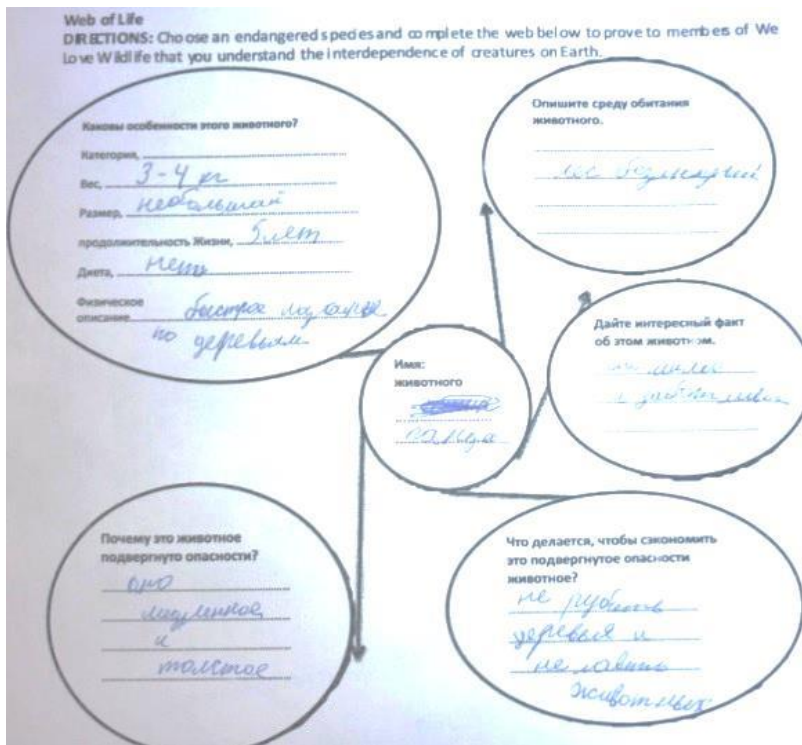 Web of Life
DIRECTIONS: Choose an endangered species and complete the web below to prove to members of We
Love Wildlife that you understand the interdependence of creatures on Earth.
Каковы особенности этого животного?
Категория,
Вес, 3-4 кг
Размер, небольшой
продолжительность Жизни, 5 лет
Диета, нет
Физическое
описание быстрое
по деревьям
Опишите среду обитания
животного.
лес
Имя:
животного
панда
Дайте интересный факт
об этом животном.
и
Почему это животное
подвергнуто опасности?
оно
медленное
и
толстое
Что делается, чтобы сэкономить
это подвергнутое опасности
животное?
не рубить
деревья и
не ловить
животных